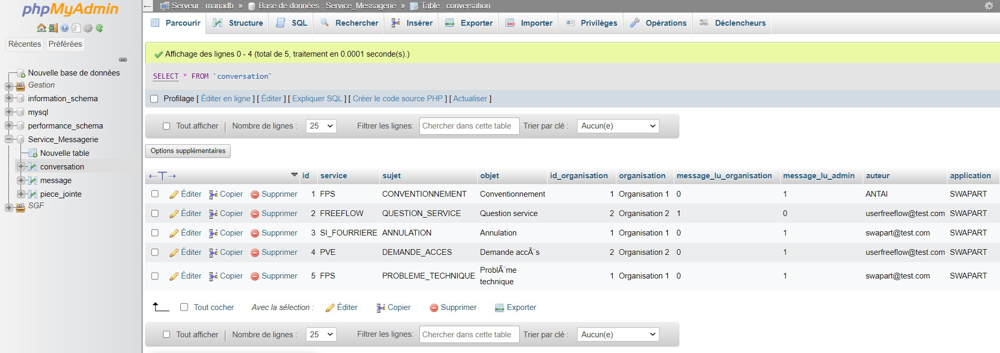 phpMyAdmin
Récentes Préférées
Nouvelle base de données
Gestion
information_schema
mysql
performance_schema
Service_Messagerie
Nouvelle table
conversation
message
piece_jointe
SGF
Serveur : mariadb » Base de données : Service_Messagerie » Table : conversation
Parcourir Structure SQL Rechercher Insérer Exporter Importer Privilèges Opérations Déclencheurs
Affichage des lignes 0 - 4 (total de 5, traitement en 0.0001 seconde(s).)
SELECT * FROM `conversation`
Profilage [ Éditer en ligne ] [ Éditer ] [ Expliquer SQL ] [ Créer le code source PHP ] [ Actualiser ]
Tout afficher Nombre de lignes : 25 Filtrer les lignes: Chercher dans cette table Trier par clé : Aucun(e)
Options supplémentaires
←T→ id service sujet objet id_organisation organisation message_lu_organisation message_lu_admin auteur application
Éditer Copier Supprimer 1 FPS CONVENTIONNEMENT Conventionnement 1 Organisation 1 0 1 ANTAI SWAPART
Éditer Copier Supprimer 2 FREEFLOW QUESTION_SERVICE Question service 2 Organisation 2 1 0 userfreeflow@test.com SWAPART
Éditer Copier Supprimer 3 SI_FOURRIERE ANNULATION Annulation 1 Organisation 1 0 1 swapart@test.com SWAPART
Éditer Copier Supprimer 4 PVE DEMANDE_ACCES Demande accÃ¨s 2 Organisation 2 0 1 userfreeflow@test.com SWAPART
Éditer Copier Supprimer 5 FPS PROBLEME_TECHNIQUE ProblÃ¨me technique 1 Organisation 1 0 1 swapart@test.com SWAPART
Tout cocher Avec la sélection : Éditer Copier Supprimer Exporter
Tout afficher Nombre de lignes : 25 Filtrer les lignes: Chercher dans cette table Trier par clé : Aucun(e)